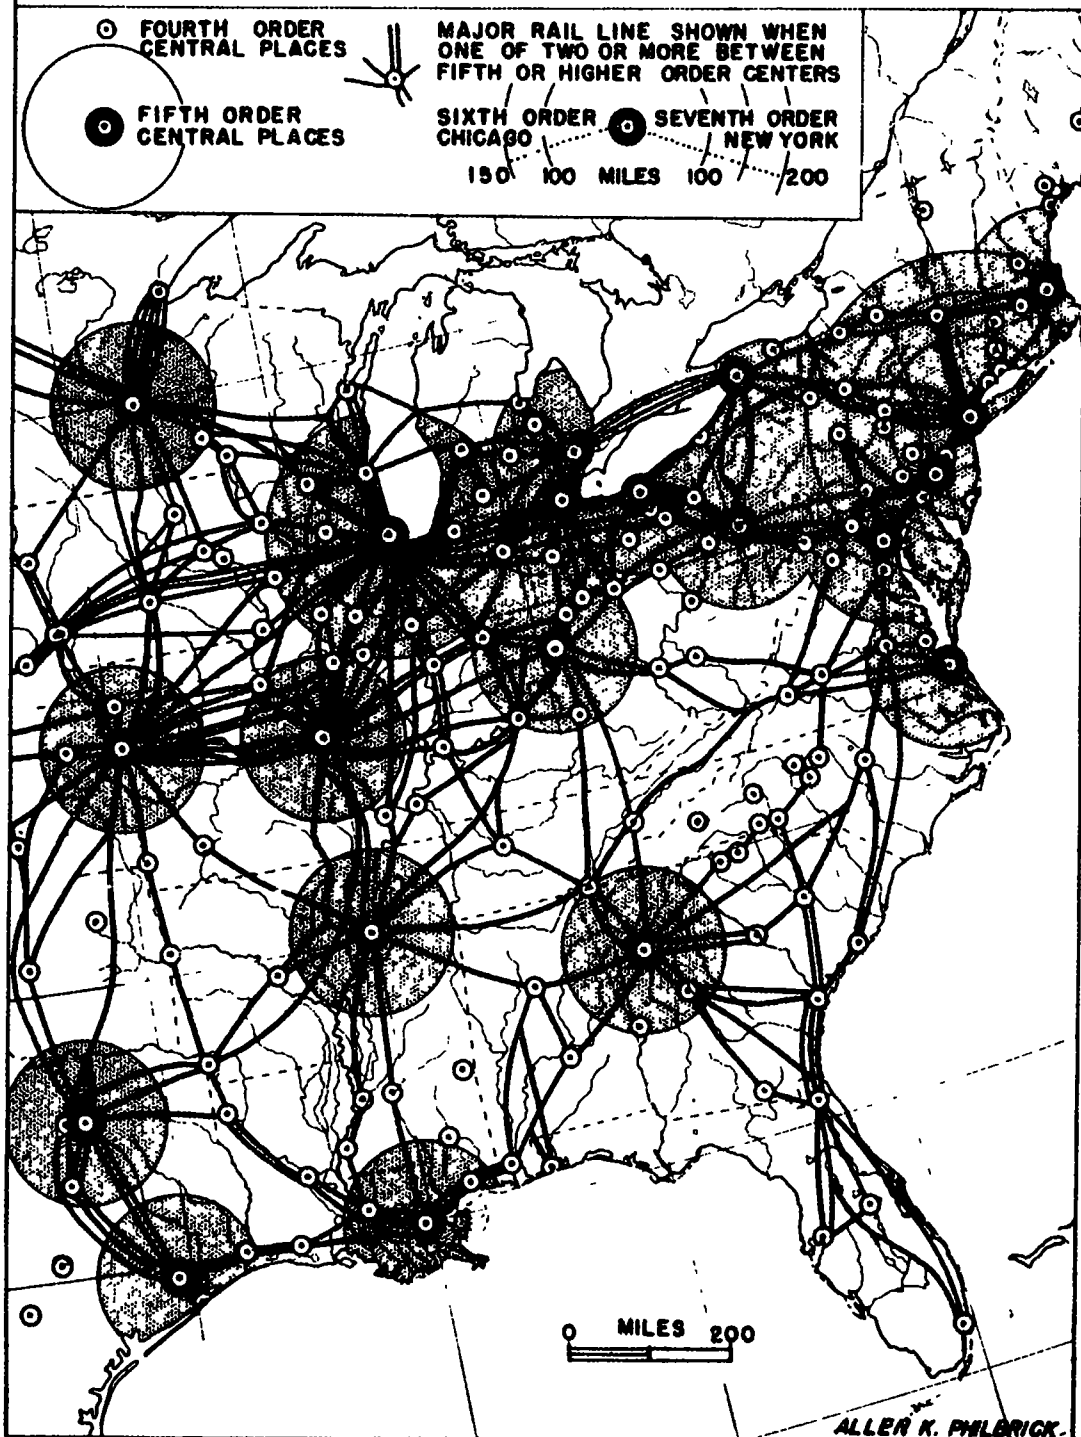 FOURTH ORDER
CENTRAL PLACES
FIFTH ORDER
CENTRAL PLACES
MAJOR RAIL LINE SHOWN WHEN
ONE OF TWO OR MORE BETWEEN
FIFTH OR HIGHER ORDER CENTERS
SIXTH ORDER
CHICAGO
SEVENTH ORDER
NEW YORK
150 100 MILES 100 200
0 MILES 200
ALLEN K. PHILBRICK.